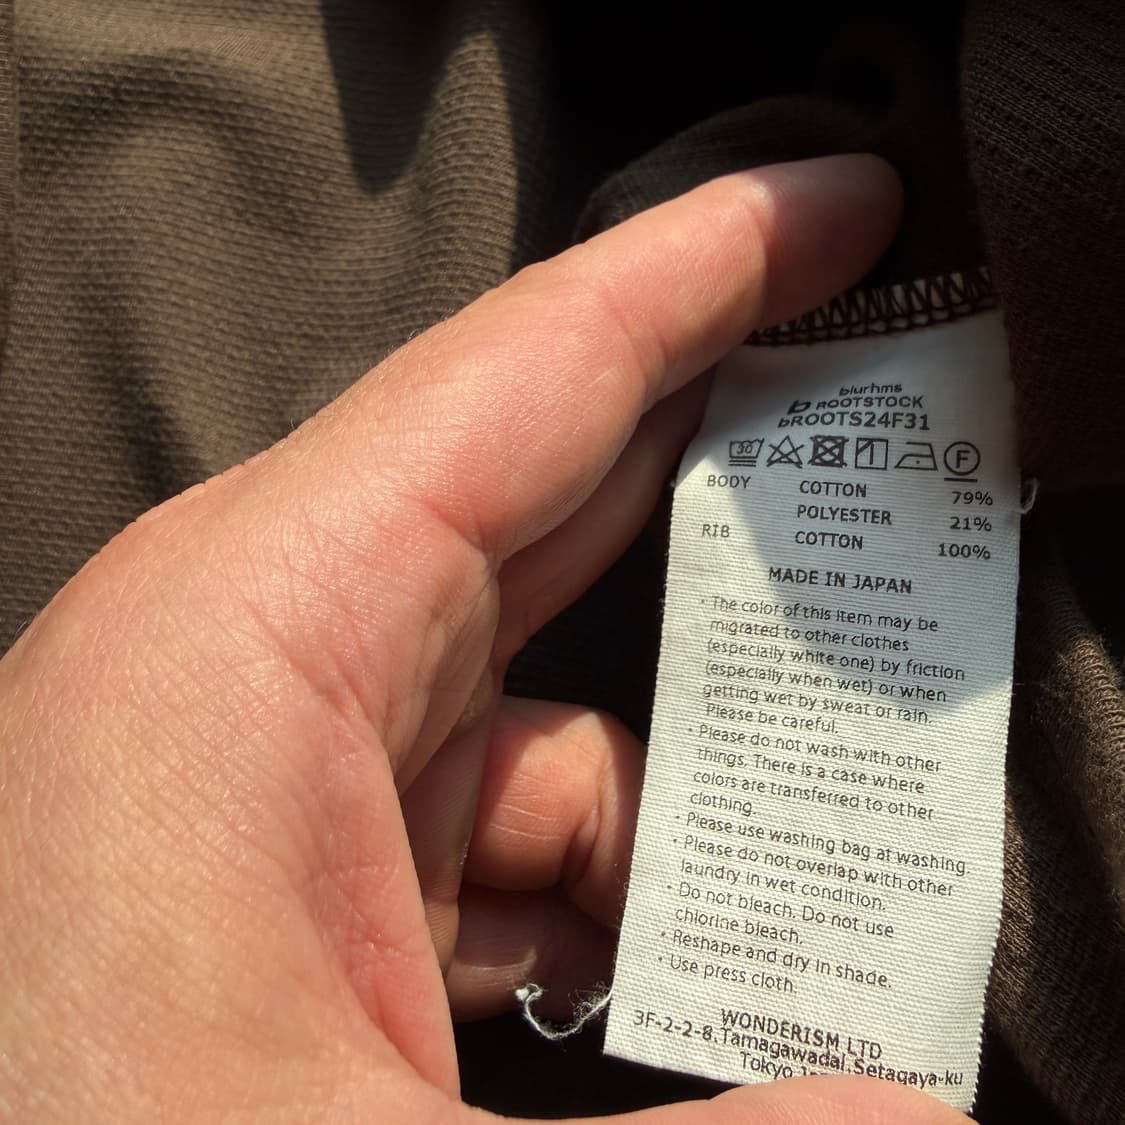 blurhms
b ROOTSTOCK
bROOTS24F31
30 F
BODY COTTON 79%
POLYESTER 21%
RIB COTTON 100%
MADE IN JAPAN
・The color of this item may be
migrated to other clothes
(especially white one) by friction
(especially when wet) or when
getting wet by sweat or rain.
Please be careful.
・Please do not wash with other
things. There is a case where
colors are transferred to other
clothing.
・Please use washing bag at washing.
・Please do not overlap with other
laundry in wet condition.
・Do not bleach. Do not use
chlorine bleach.
・Reshape and dry in shade.
・Use press cloth.
WONDERISM LTD
3F-2-2-8.Tamagawadai.Setagaya-ku
Tokyo